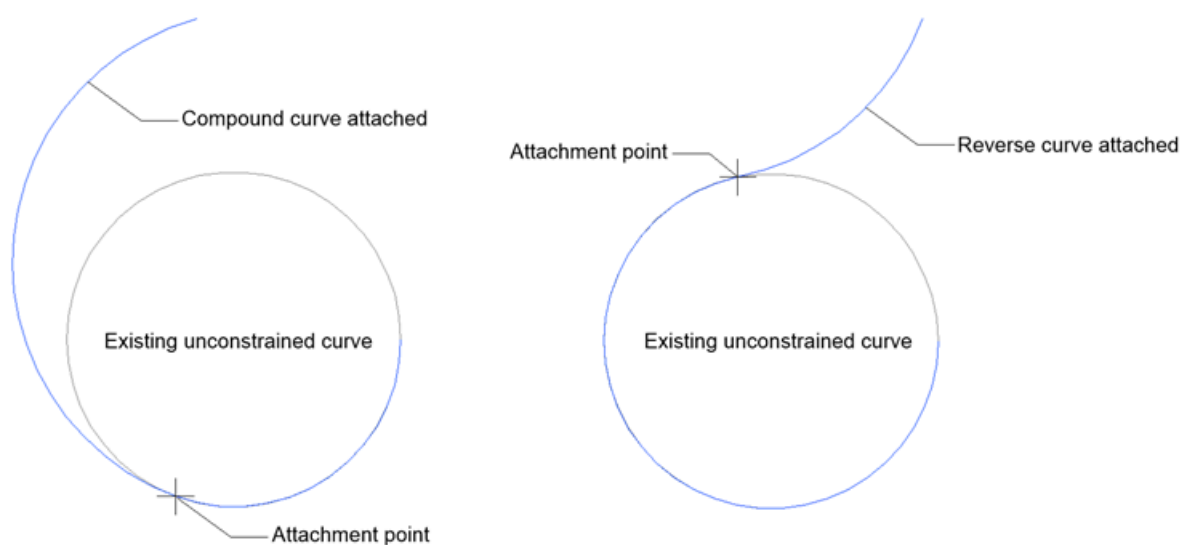 Compound curve attached
Existing unconstrained curve
Attachment point
Attachment point
Reverse curve attached
Existing unconstrained curve